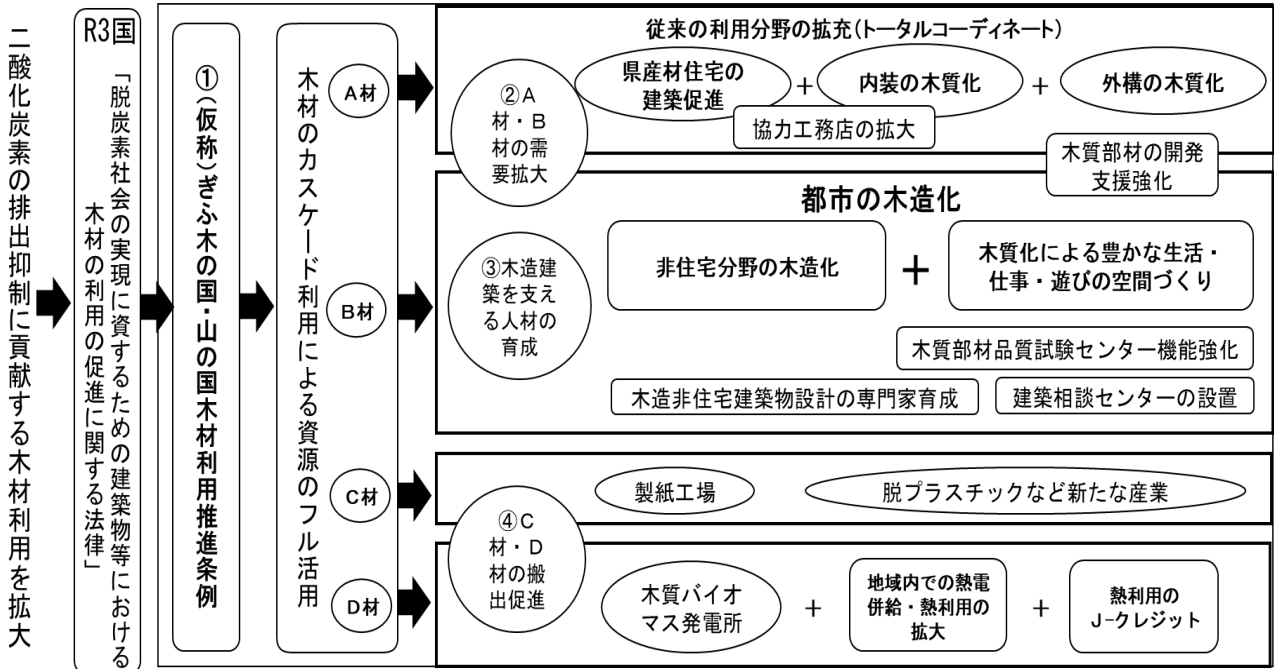 二酸化炭素の排出抑制に貢献する木材利用を拡大
R3国
「脱炭素社会の実現に資するための建築物等における
木材の利用の促進に関する法律」
①(仮称)ぎふ木の国・山の国木材利用推進条例
木材のカスケード利用による資源のフル活用
A材
B材
C材
D材
従来の利用分野の拡充(トータルコーディネート)
②A
材・B
材の需
要拡大
県産材住宅の
建築促進
+
内装の木質化
+
外構の木質化
協力工務店の拡大
木質部材の開発
支援強化
都市の木造化
③木造建
築を支え
る人材の
育成
非住宅分野の木造化
+
木質化による豊かな生活・
仕事・遊びの空間づくり
木質部材品質試験センター機能強化
木造非住宅建築物設計の専門家育成
建築相談センターの設置
④C
材・D
材の搬
出促進
製紙工場
脱プラスチックなど新たな産業
木質バイオ
マス発電所
+
地域内での熱電
併給・熱利用の
拡大
+
熱利用の
J-クレジット